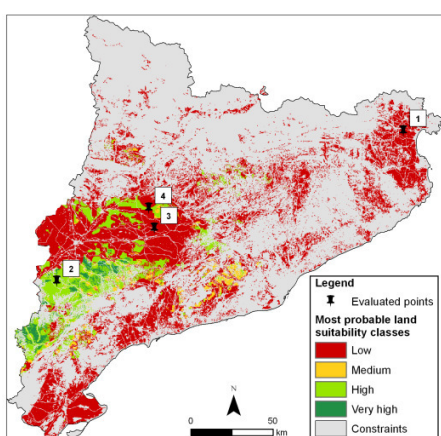 1
4
3
2
Legend
Evaluated points
Most probable land
suitability classes
Low
Medium
High
Very high
Constraints
N
0 50
km